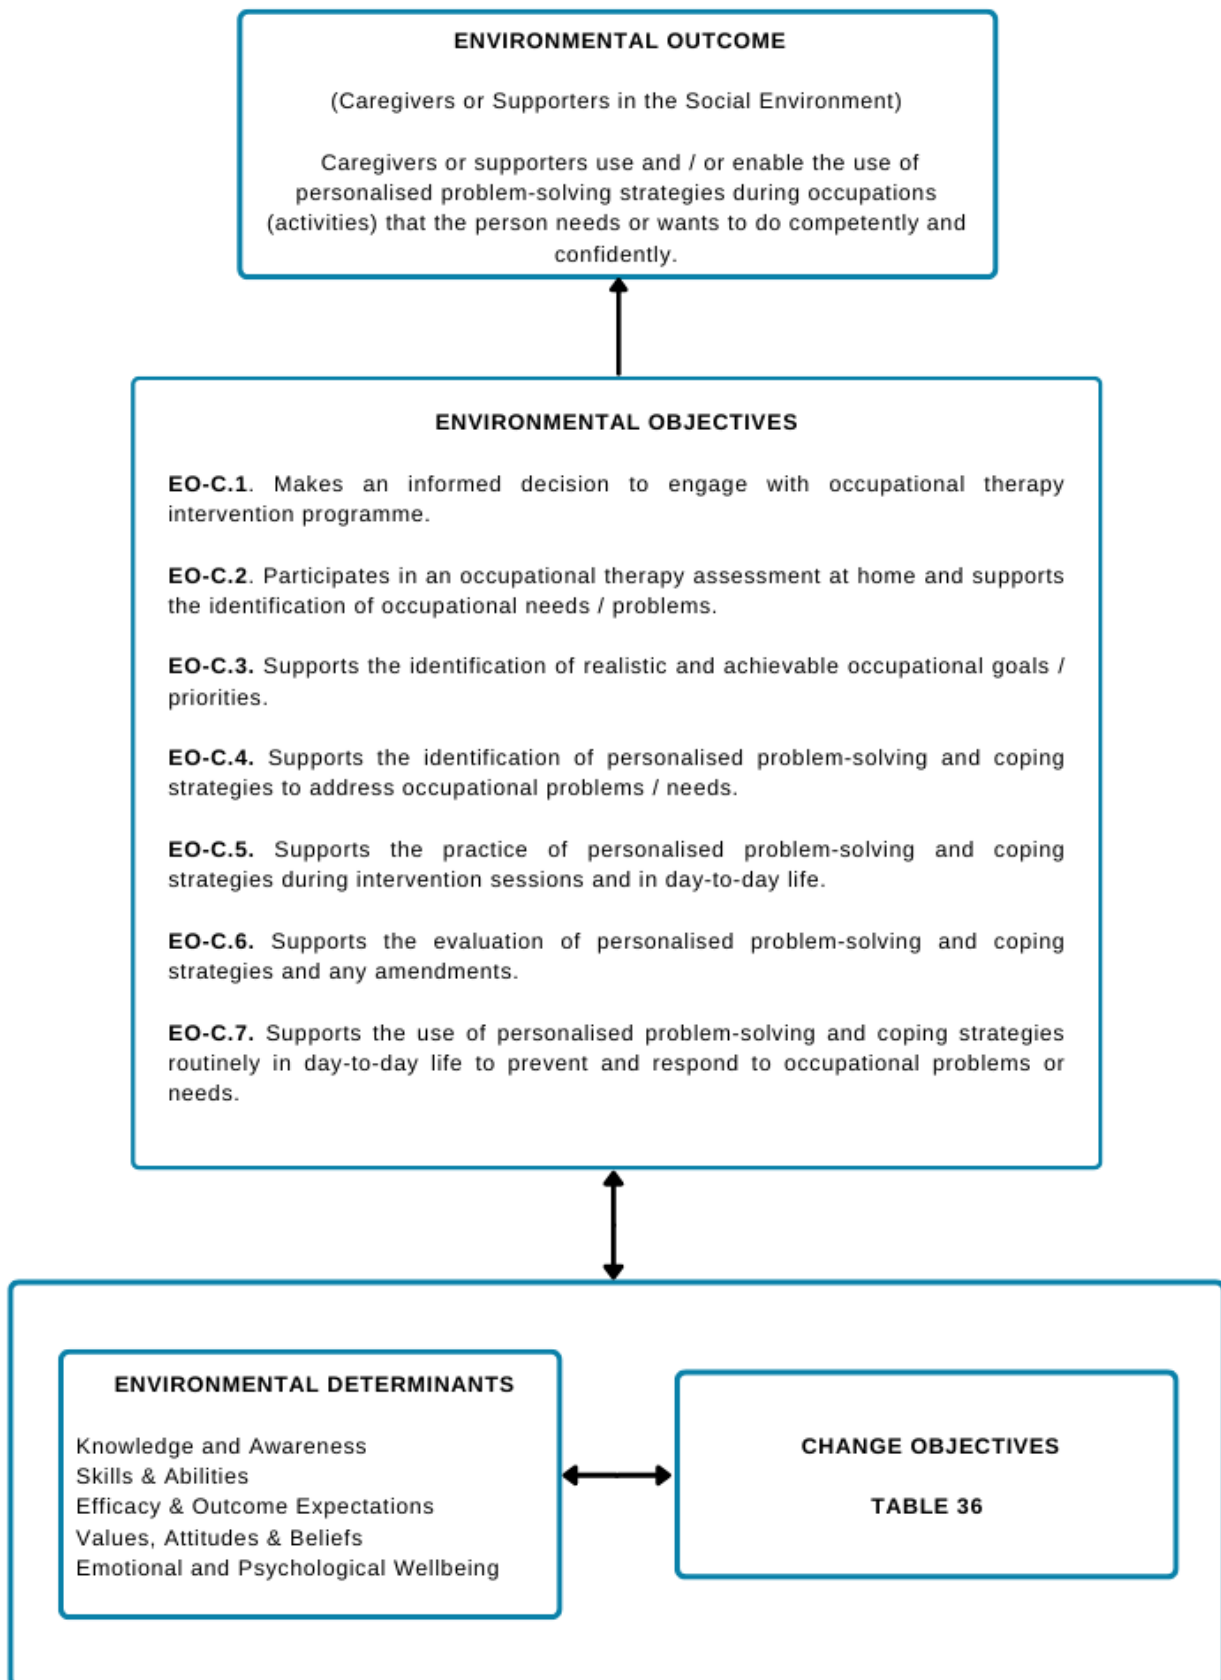 ENVIRONMENTAL OUTCOME
(Caregivers or Supporters in the Social Environment)
Caregivers or supporters use and / or enable the use of
personalised problem-solving strategies during occupations
(activities) that the person needs or wants to do competently and
confidently.
ENVIRONMENTAL OBJECTIVES
EO-C.1. Makes an informed decision to engage with occupational therapy
intervention programme.
EO-C.2. Participates in an occupational therapy assessment at home and supports
the identification of occupational needs / problems.
EO-C.3. Supports the identification of realistic and achievable occupational goals /
priorities.
EO-C.4. Supports the identification of personalised problem-solving and coping
strategies to address occupational problems / needs.
EO-C.5. Supports the practice of personalised problem-solving and coping
strategies during intervention sessions and in day-to-day life.
EO-C.6. Supports the evaluation of personalised problem-solving and coping
strategies and any amendments.
EO-C.7. Supports the use of personalised problem-solving and coping strategies
routinely in day-to-day life to prevent and respond to occupational problems or
needs.
ENVIRONMENTAL DETERMINANTS
Knowledge and Awareness
Skills & Abilities
Efficacy & Outcome Expectations
Values, Attitudes & Beliefs
Emotional and Psychological Wellbeing
CHANGE OBJECTIVES
TABLE 36